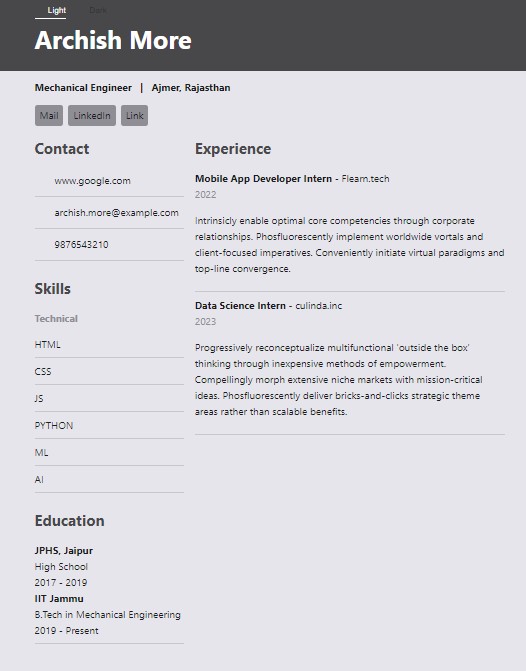 Light Dark
Archish More
Mechanical Engineer | Ajmer, Rajasthan
Mail LinkedIn Link
Contact
www.google.com
archish.more@example.com
9876543210
Skills
Technical
HTML
CSS
JS
PYTHON
ML
AI
Education
JPHS, Jaipur
High School
2017 - 2019
IIT Jammu
B.Tech in Mechanical Engineering
2019 - Present
Experience
Mobile App Developer Intern - Flearn.tech
2022
Intrinsicly enable optimal core competencies through corporate
relationships. Phosfluorescently implement worldwide vortals and
client-focused imperatives. Conveniently initiate virtual paradigms and
top-line convergence.
Data Science Intern - culinda.inc
2023
Progressively reconceptualize multifunctional 'outside the box'
thinking through inexpensive methods of empowerment.
Compellingly morph extensive niche markets with mission-critical
ideas. Phosfluorescently deliver bricks-and-clicks strategic theme
areas rather than scalable benefits.